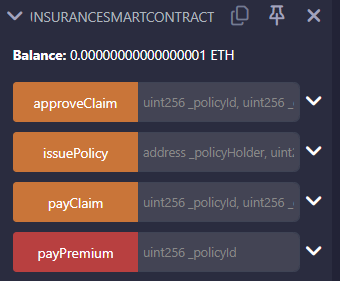 INSURANCESMARTCONTRACT
Balance: 0.00000000000000001 ETH
approveClaim uint256 _policyId, uint256 _
issuePolicy address _policyHolder, uint
payClaim uint256 _policyId, uint256 _
payPremium uint256 _policyId